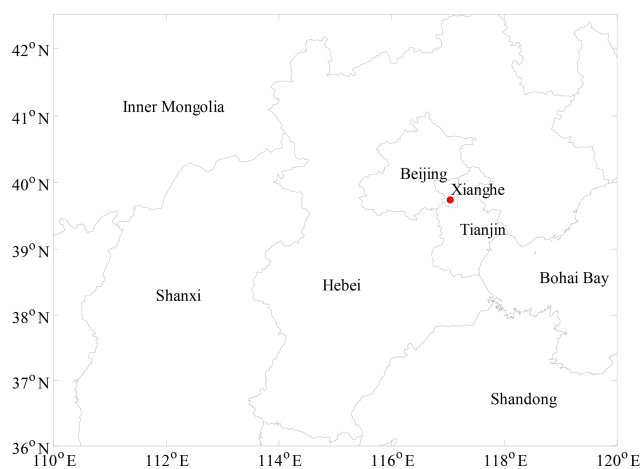 42°N
41°N
Inner Mongolia
40°N
Beijing
Xianghe
39°N
Tianjin
Bohai Bay
Hebei
Shanxi
38°N
37°N
Shandong
36°N
110°E
112°E
114°E
116°E
118°E
120°E